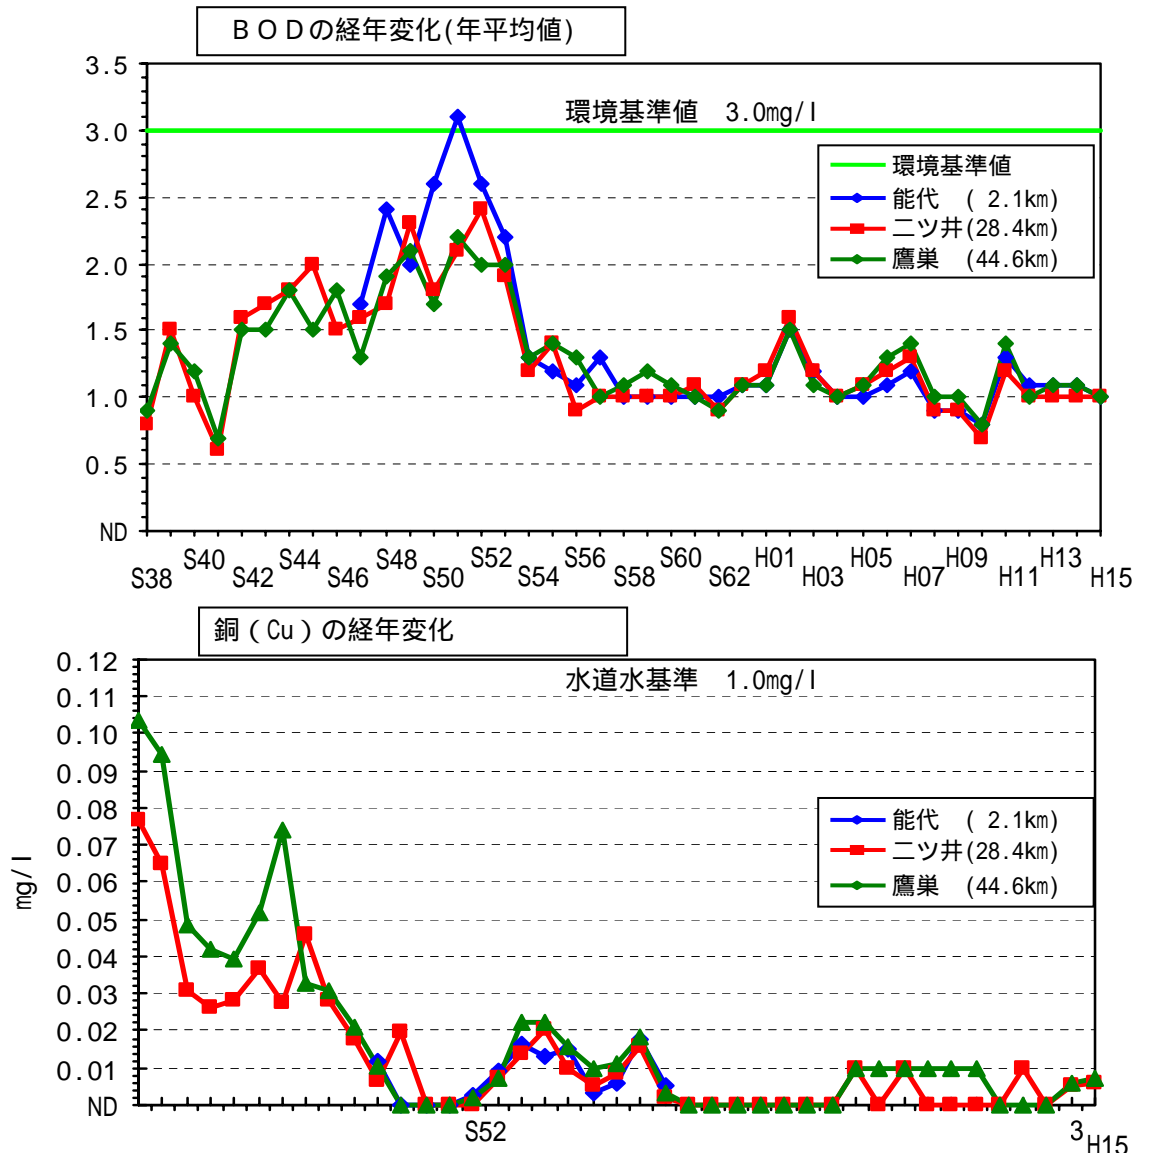 ＢＯＤの経年変化(年平均値)
3.5
環境基準値 3.0mg/l
3.0
環境基準値
能代 ( 2.1km)
二ツ井(28.4km)
鷹巣 (44.6km)
2.5
2.0
1.5
1.0
0.5
ND
S40 S44 S48 S52 S56 S60 H01 H05 H09 H13
S38 S42 S46 S50 S54 S58 S62 H03 H07 H11 H15
銅（Cu）の経年変化
0.12
水道水基準 1.0mg/l
0.11
0.10
0.09
0.08
能代 ( 2.1km)
二ツ井(28.4km)
鷹巣 (44.6km)
0.07
0.06
0.05
0.04
0.03
0.02
0.01
ND
mg/l
S52 3 H15